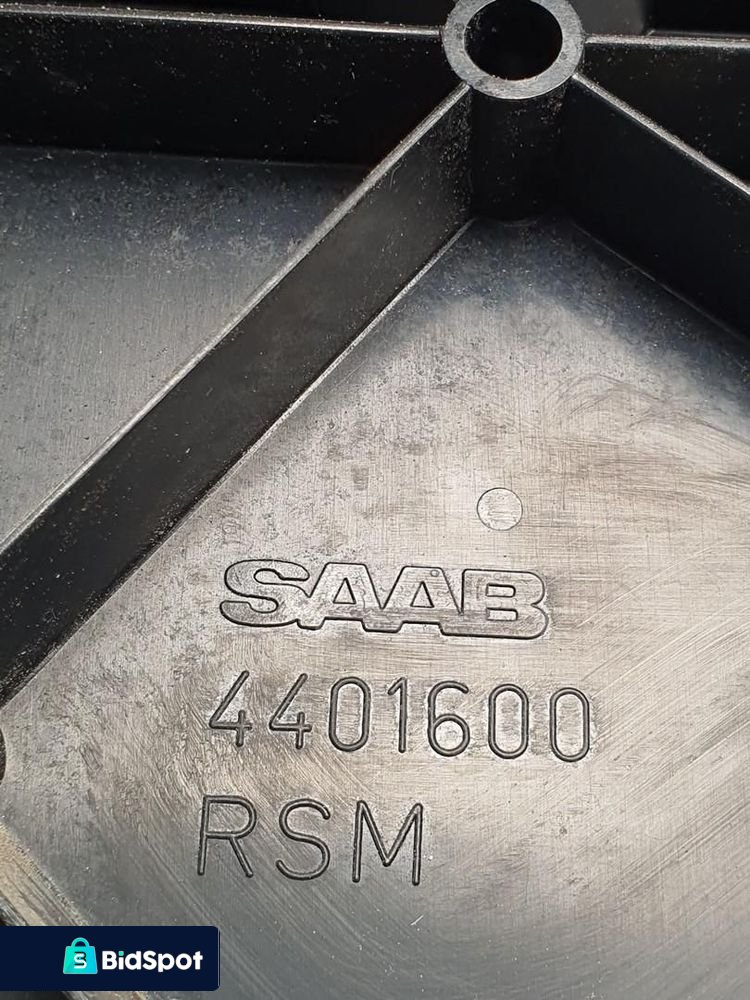 SAAB
4401600
RSM
BidSpot